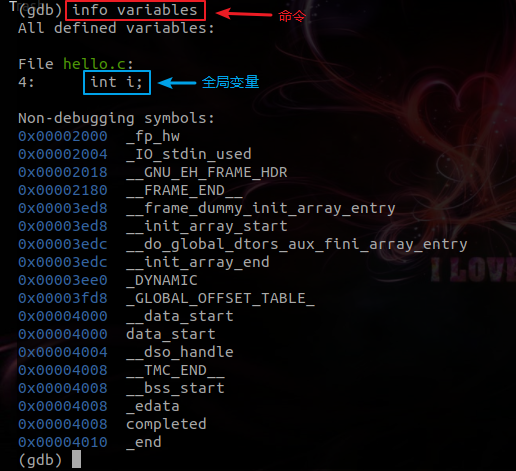 (gdb) info variables 命令
All defined variables:
File hello.c:
4: int i; 全局变量
Non-debugging symbols:
0x00002000 _fp_hw
0x00002004 _IO_stdin_used
0x00002018 __GNU_EH_FRAME_HDR
0x00002180 __FRAME_END__
0x00003ed8 __frame_dummy_init_array_entry
0x00003ed8 __init_array_start
0x00003edc __do_global_dtors_aux_fini_array_entry
0x00003edc __init_array_end
0x00003ee0 _DYNAMIC
0x00003fd8 _GLOBAL_OFFSET_TABLE_
0x00004000 __data_start
0x00004000 data_start
0x00004004 __dso_handle
0x00004008 __TMC_END__
0x00004008 __bss_start
0x00004008 _edata
0x00004008 completed
0x00004010 _end
(gdb)
I LOVE